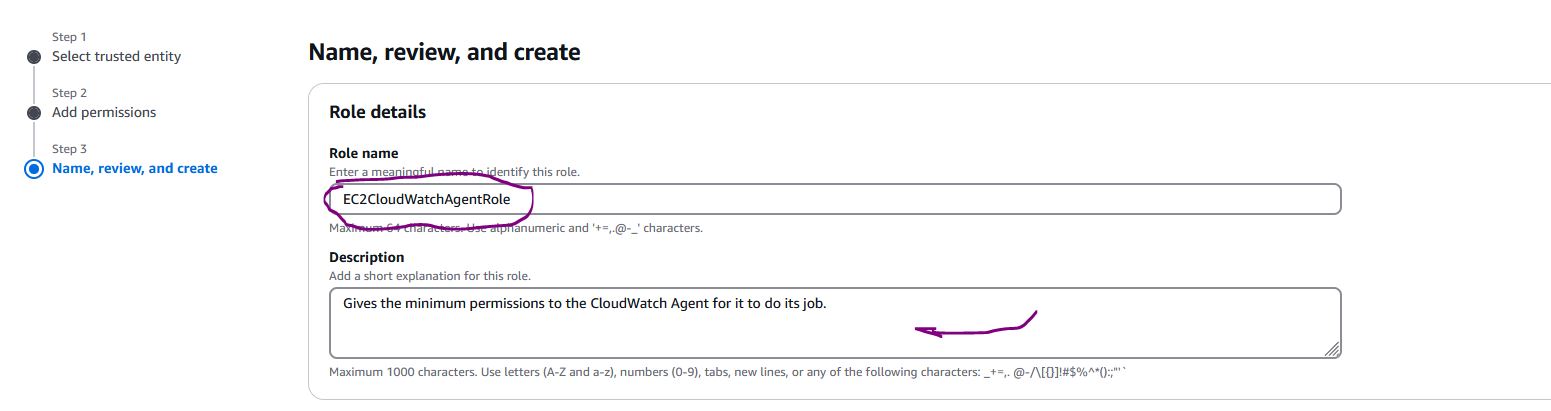 Step 1
Select trusted entity
Step 2
Add permissions
Step 3
Name, review, and create
Name, review, and create
Role details
Role name
Enter a meaningful name to identify this role.
EC2CloudWatchAgentRole
Maximum 64 characters. Use alphanumeric and '+=,.@-_' characters.
Description
Add a short explanation for this role.
Gives the minimum permissions to the CloudWatch Agent for it to do its job.
Maximum 1000 characters. Use letters (A-Z and a-z), numbers (0-9), tabs, new lines, or any of the following characters: _+=,. @-/\[{}]!#$%^*();:"'`